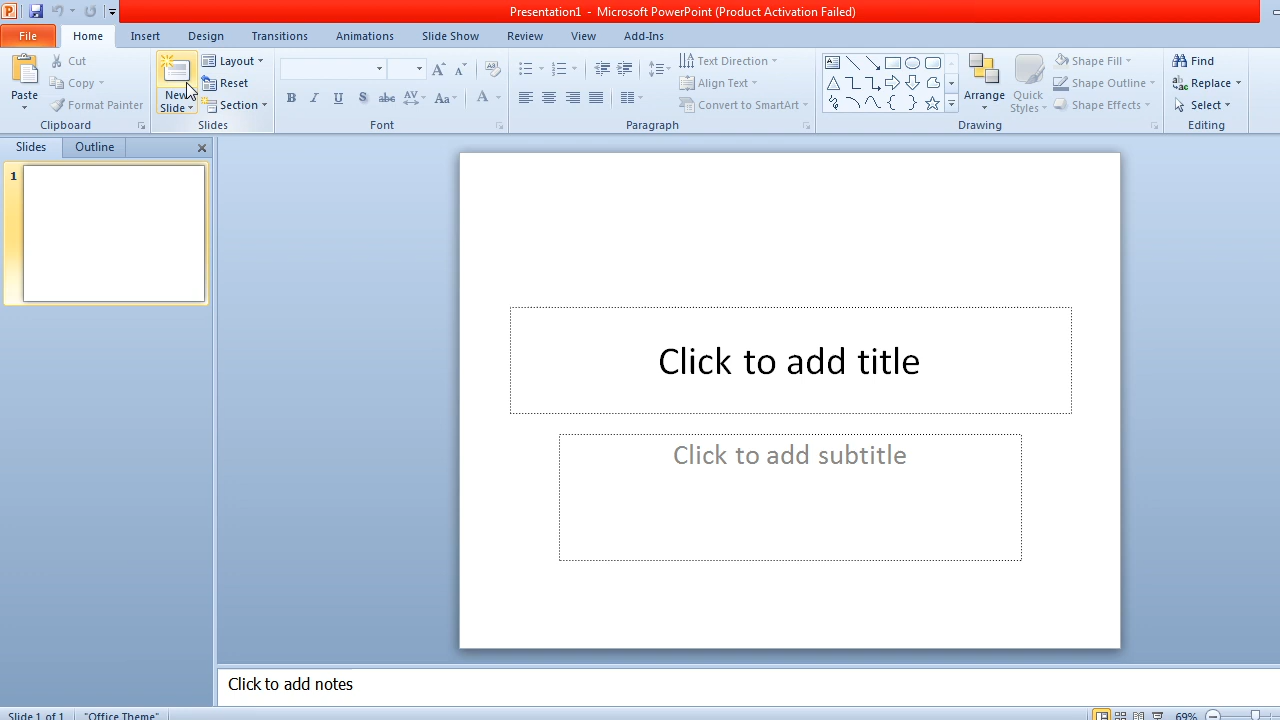 Presentation1 - Microsoft PowerPoint (Product Activation Failed)
File Home Insert Design Transitions Animations Slide Show Review View Add-Ins
Paste
Cut
Copy
Format Painter
Clipboard
New Slide
Layout
Reset
Section
Slides
B I U S abc AV Aa A
Font
Text Direction
Align Text
Convert to SmartArt
Paragraph
Arrange
Quick Styles
Shape Fill
Shape Outline
Shape Effects
Drawing
Find
Replace
Select
Editing
Slides Outline
1
Click to add title
Click to add subtitle
Click to add notes
Slide 1 of 1 "Office Theme" 69%